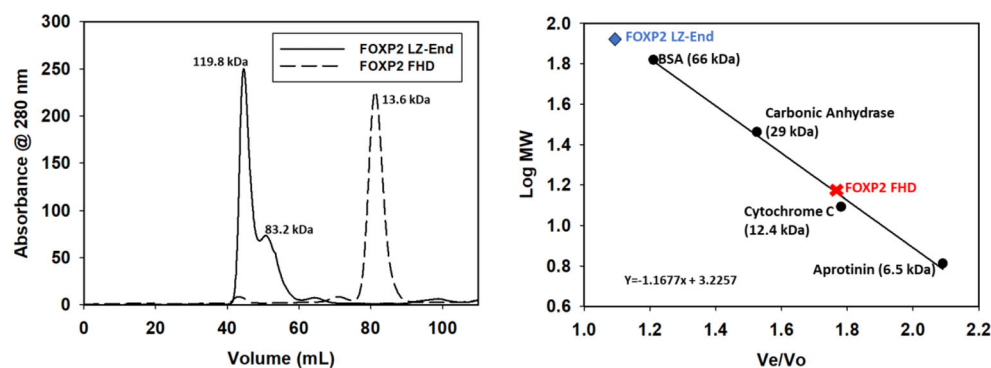 300
250
200
150
100
50
0
Absorbance @ 280 nm
0
20
40
60
80
100
Volume (mL)
119.8 kDa
83.2 kDa
13.6 kDa
FOXP2 LZ-End
FOXP2 FHD
2.0
1.8
1.6
1.4
1.2
1.0
0.8
0.6
Log MW
1.0
1.2
1.4
1.6
1.8
2.0
2.2
Ve/Vo
FOXP2 LZ-End
BSA (66 kDa)
Carbonic Anhydrase
(29 kDa)
FOXP2 FHD
Cytochrome C
(12.4 kDa)
Aprotinin (6.5 kDa)
Y=-1.1677x + 3.2257